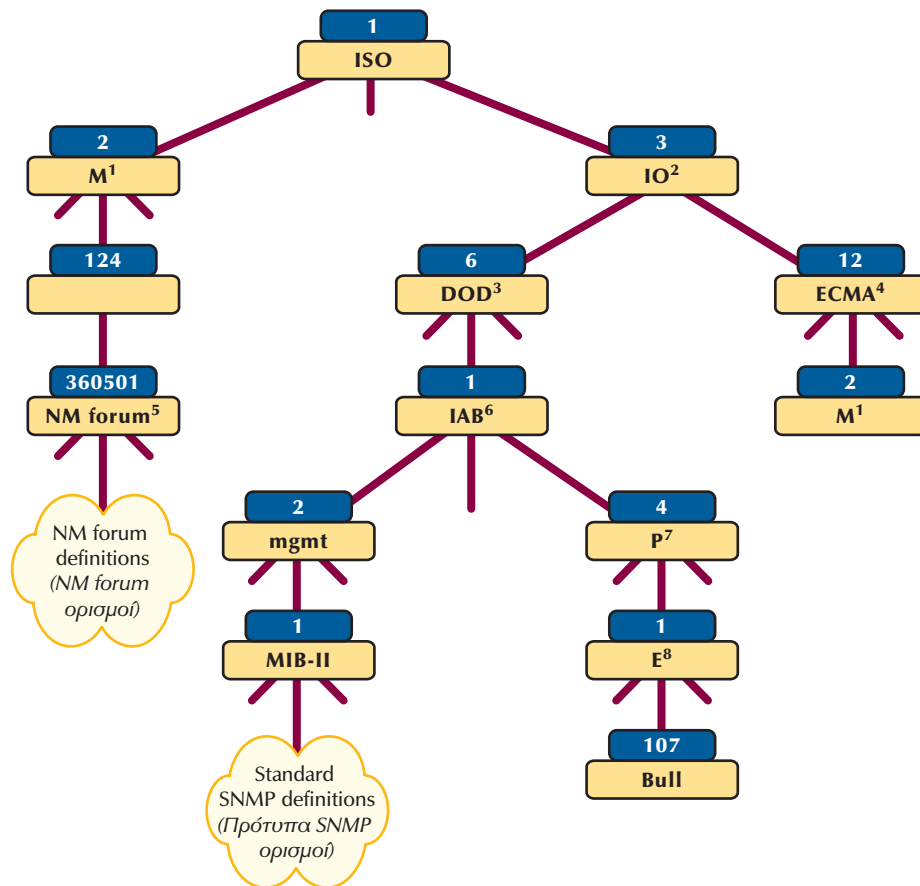 1
ISO
2
M¹
3
IO²
124
6
DOD³
12
ECMA⁴
360501
NM forum⁵
1
IAB⁶
2
M¹
NM forum
definitions
(NM forum
ορισμοί)
2
mgmt
4
P⁷
1
MIB-II
1
E⁸
107
Bull
Standard
SNMP definitions
(Πρότυπα SNMP
ορισμοί)